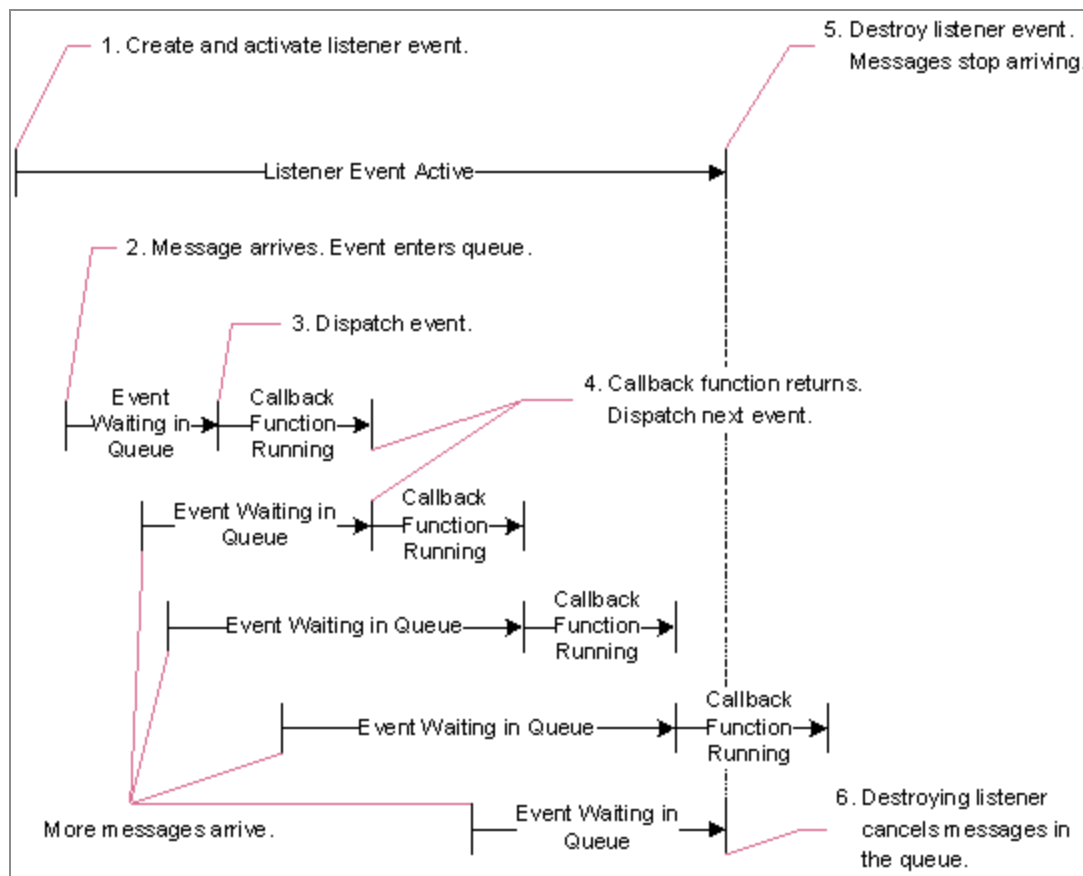 1. Create and activate listener event.
5. Destroy listener event.
Messages stop arriving.
Listener Event Active
2. Message arrives. Event enters queue.
3. Dispatch event.
Event
Waiting in
Queue
Callback
Function
Running
4. Callback function returns.
Dispatch next event.
Event Waiting in
Queue
Callback
Function
Running
Event Waiting in Queue
Callback
Function
Running
Event Waiting in Queue
Callback
Function
Running
More messages arrive.
Event Waiting in
Queue
6. Destroying listener
cancels messages in
the queue.